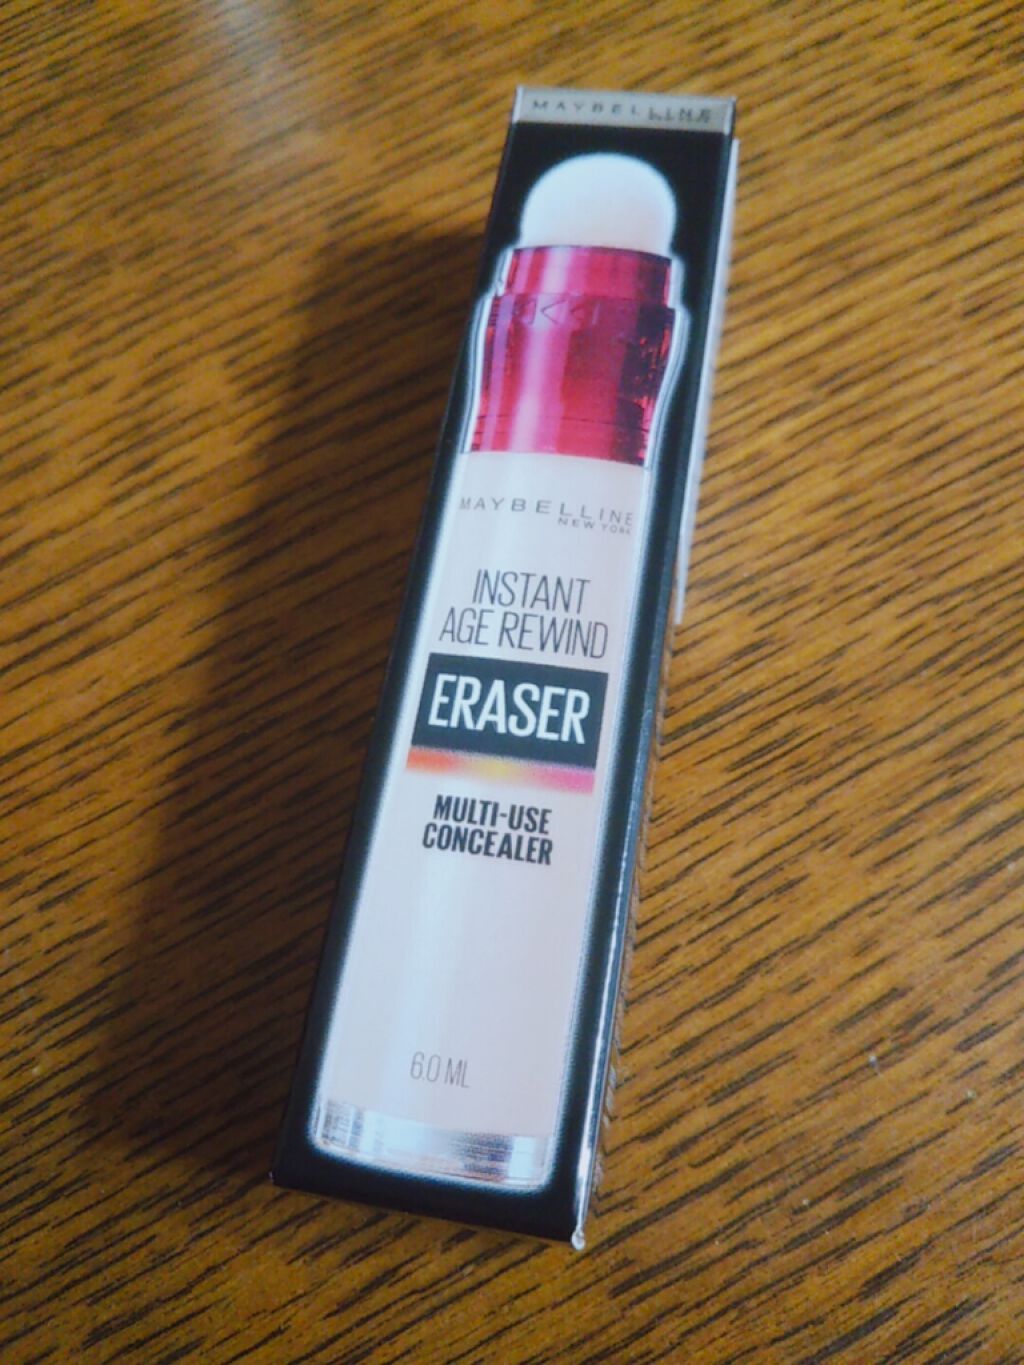 MAYBELLINE
MAYBELLINE
NEW YORK
INSTANT
AGE REWIND
ERASER
MULTI-USE
CONCEALER
6.0 ML